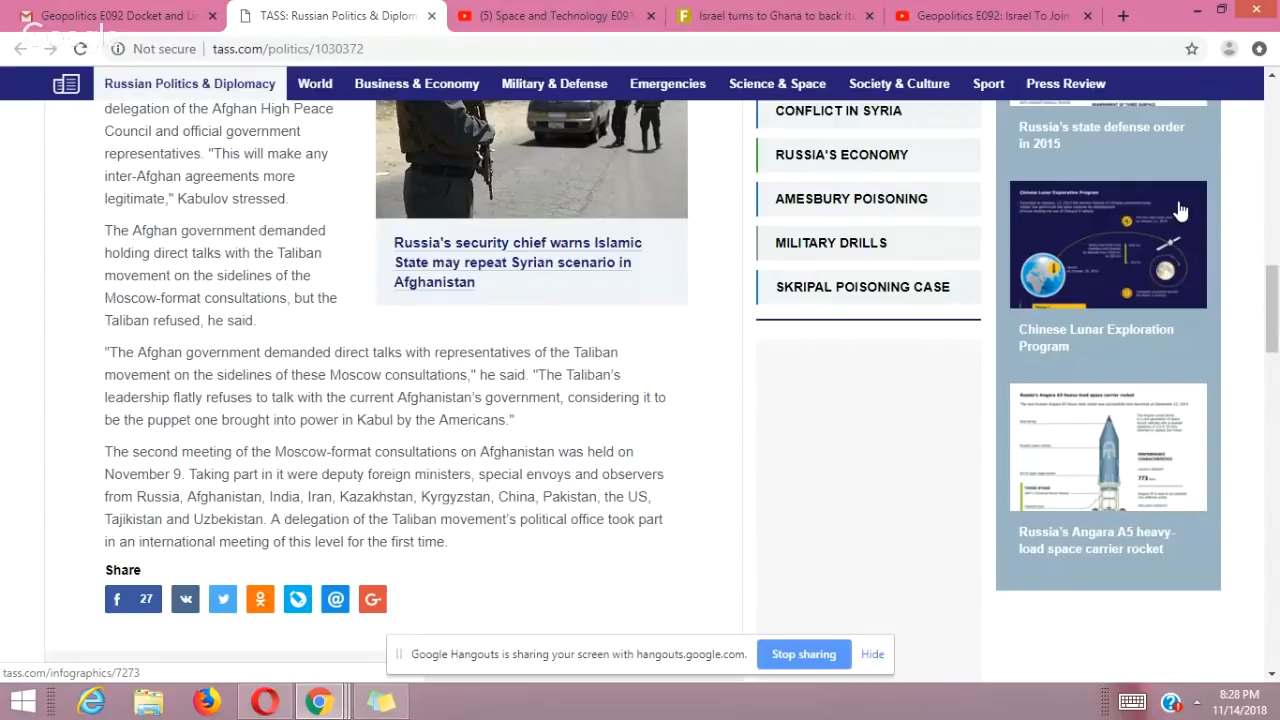 Geopolitics E092 Docket and Li
TASS: Russian Politics & Diplom
(5) Space and Technology E09
Israel turns to Ghana to back its
Geopolitics E092: Israel To Join
Not secure | tass.com/politics/1030372
Russian Politics & Diplomacy World Business & Economy Military & Defense Emergencies Science & Space Society & Culture Sport Press Review
delegation of the Afghan High Peace
Council and official government
representatives. "This will make any
inter-Afghan agreements more
legitimate," Kabulov stressed.
The Afghan government demanded
holding direct talks with the Taliban
movement on the sidelines of the
Moscow-format consultations, but the
Taliban refused, he said.
Russia's security chief warns Islamic
State may repeat Syrian scenario in
Afghanistan
"The Afghan government demanded direct talks with representatives of the Taliban
movement on the sidelines of these Moscow consultations," he said. "The Taliban's
leadership flatly refuses to talk with the current Afghanistan's government, considering it to
be the puppet one brought into power in Kabul by the Americans."
The second meeting of the Moscow-format consultations on Afghanistan was held on
November 9. Taking part in it were deputy foreign ministers, special envoys and observers
from Russia, Afghanistan, India, Iran, Kazakhstan, Kyrgyzstan, China, Pakistan, the US,
Tajikistan and Uzbekistan. A delegation of the Taliban movement's political office took part
in an international meeting of this level for the first time.
Share
27
CONFLICT IN SYRIA
RUSSIA'S ECONOMY
AMESBURY POISONING
MILITARY DRILLS
SKRIPAL POISONING CASE
Russia's state defense order
in 2015
Chinese Lunar Exploration Program
Chinese Lunar Exploration
Program
Russia's Angara A5 heavy-load space carrier rocket
Russia's Angara A5 heavy-
load space carrier rocket
Google Hangouts is sharing your screen with hangouts.google.com.
Stop sharing
Hide
tass.com/infographics/7273
8:28 PM
11/14/2018